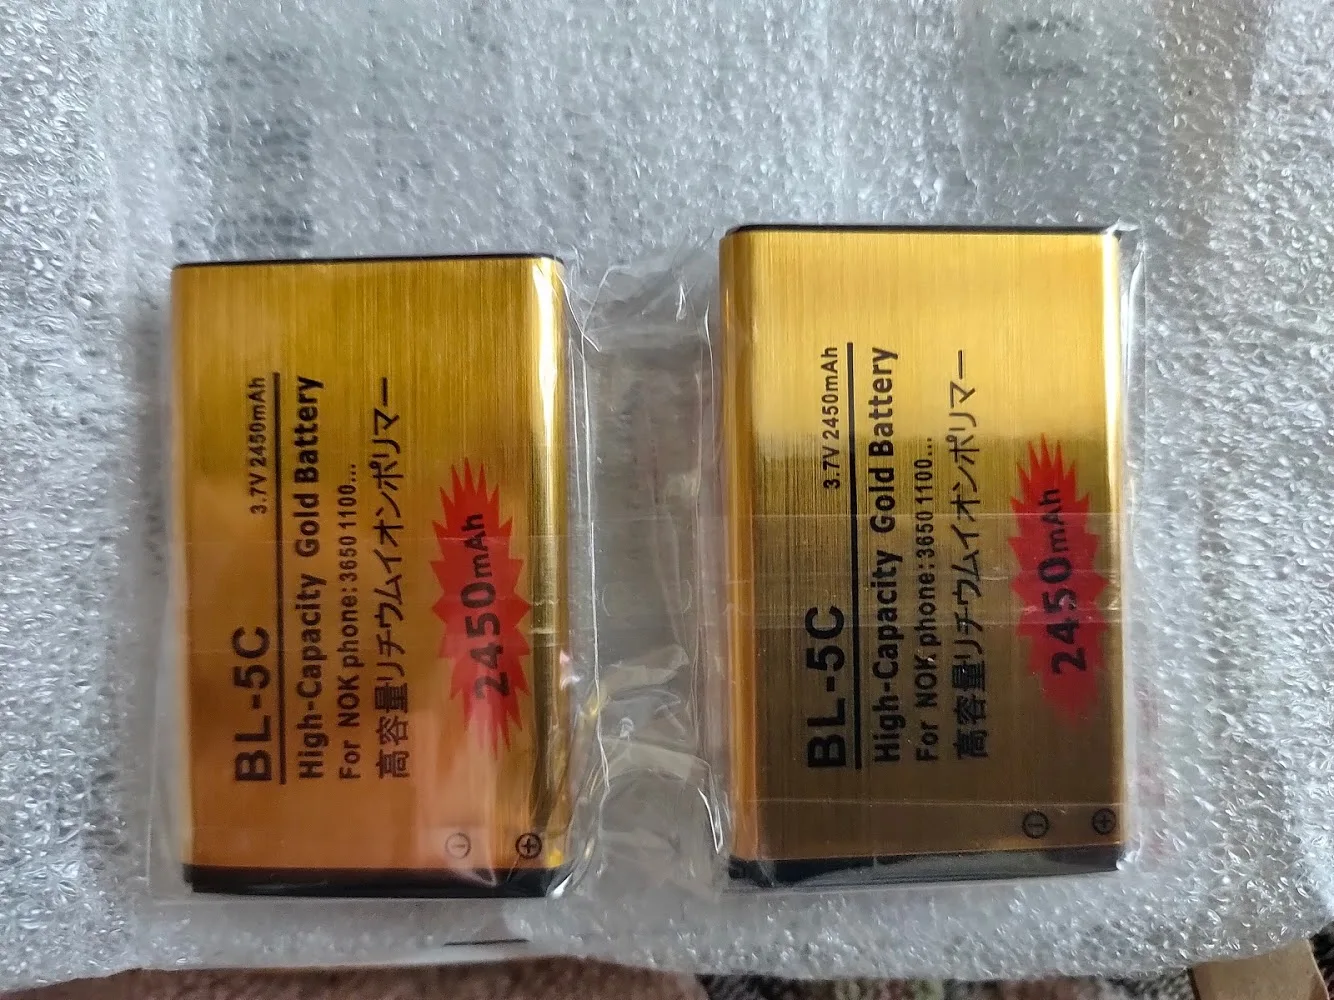 BL-5C 3.7V 2450mAh
High-Capacity Gold Battery
For NOK phone: 3650 1100...
高容量リチウムイオンポリマー
2450mAh
BL-5C 3.7V 2450mAh
High-Capacity Gold Battery
For NOK phone: 3650 1100...
高容量リチウムイオンポリマー
2450mAh